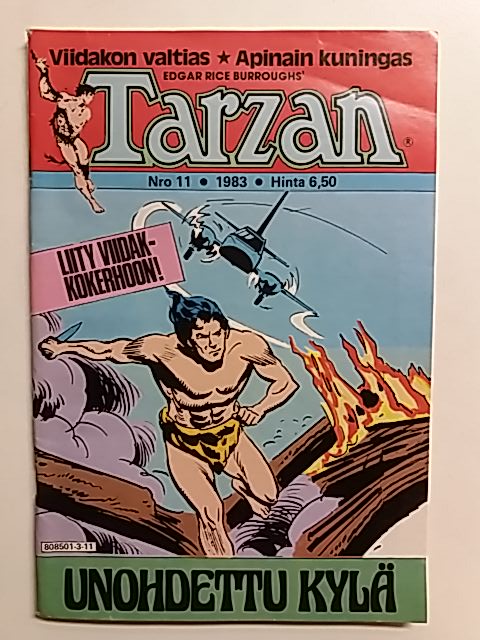 Viidakon valtias ★ Apinain kuningas
EDGAR RICE BURROUGHS'
Tarzan®
Nro 11 • 1983 • Hinta 6,50
LIITY VIIDAK-
KOKERHOON!
808501-3-11
UNOHDETTU KYLÄ